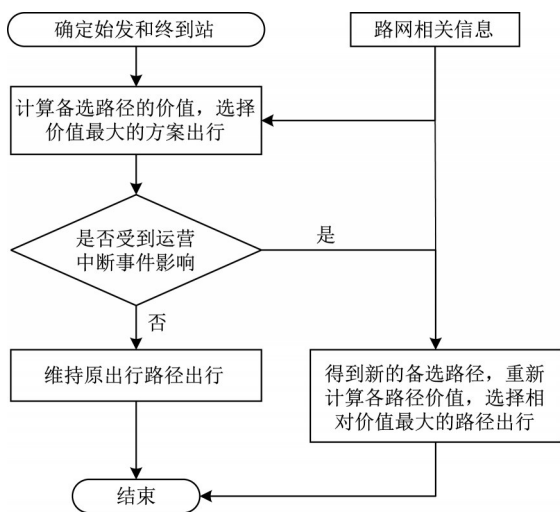 确定始发和终到站
路网相关信息
计算备选路径的价值，选择
价值最大的方案出行
是否受到运营
中断事件影响
是
否
维持原出行路径出行
得到新的备选路径，重新
计算各路径价值，选择相
对价值最大的路径出行
结束